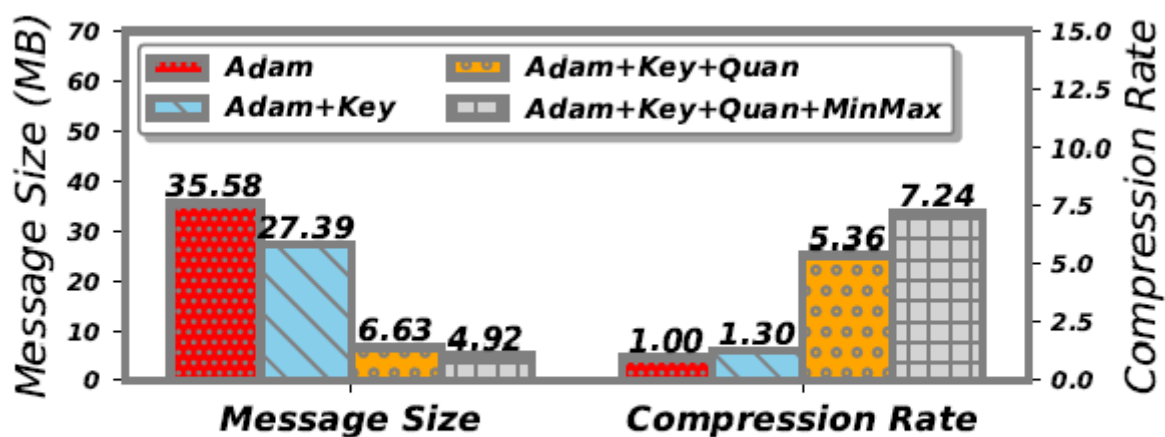 Message Size (MB)
70
60
50
40
30
20
10
0
Adam
Adam+Key
Adam+Key+Quan
Adam+Key+Quan+MinMax
35.58
27.39
6.63
4.92
1.00
1.30
5.36
7.24
15.0
12.5
10.0
7.5
5.0
2.5
0.0
Compression Rate
Message Size
Compression Rate